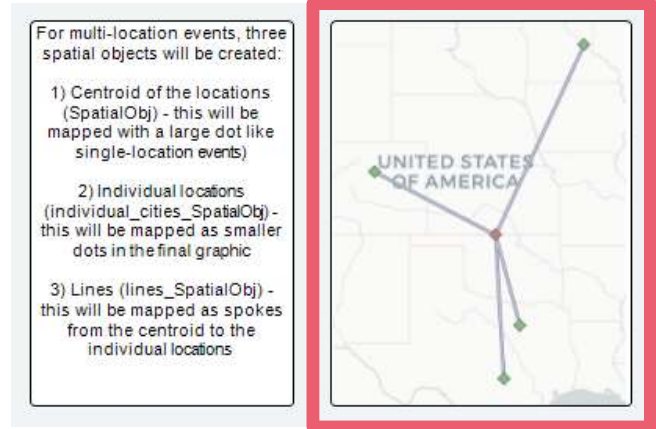 For multi-location events, three
spatial objects will be created:
1) Centroid of the locations
(SpatialObj) - this will be
mapped with a large dot like
single-location events)
2) Individual locations
(individual_cities_SpatialObj) -
this will be mapped as smaller
dots in the final graphic
3) Lines (lines_SpatialObj) -
this will be mapped as spokes
from the centroid to the
individual locations
UNITED STATES
OF AMERICA